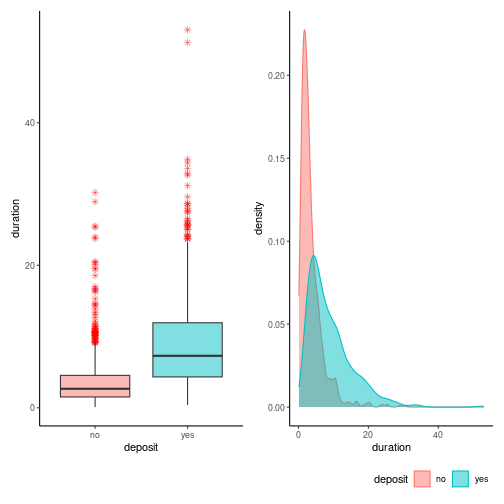 duration
40
20
0
no yes
deposit
density
0.20
0.15
0.10
0.05
0.00
0 20 40
duration
deposit no yes